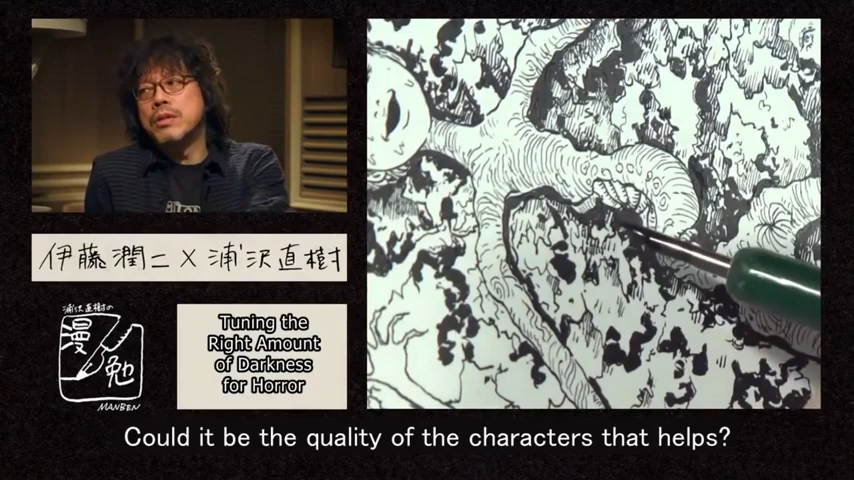 伊藤潤二×浦沢直樹
浦沢直樹の
漫勉
MANBEN
Tuning the
Right Amount
of Darkness
for Horror
Could it be the quality of the characters that helps?